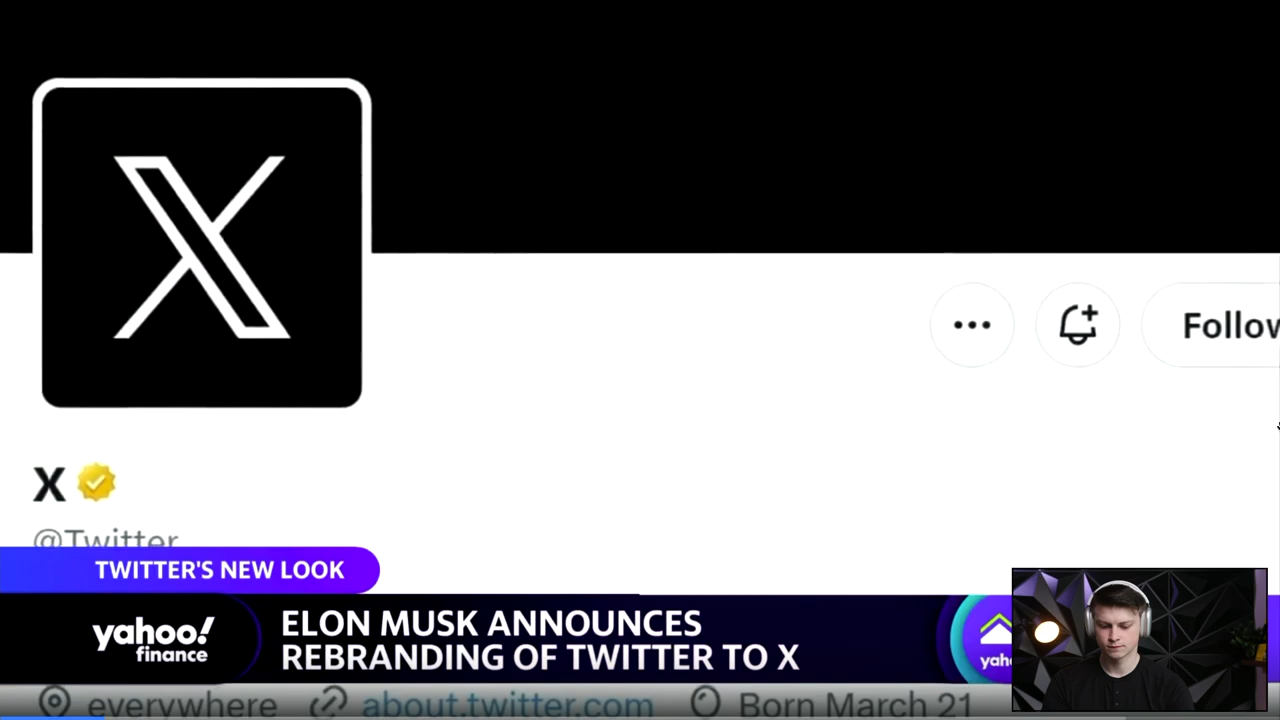 X
Follow
X
@Twitter
TWITTER'S NEW LOOK
yahoo!
finance
ELON MUSK ANNOUNCES
REBRANDING OF TWITTER TO X
yaho
everywhere about.twitter.com Born March 21